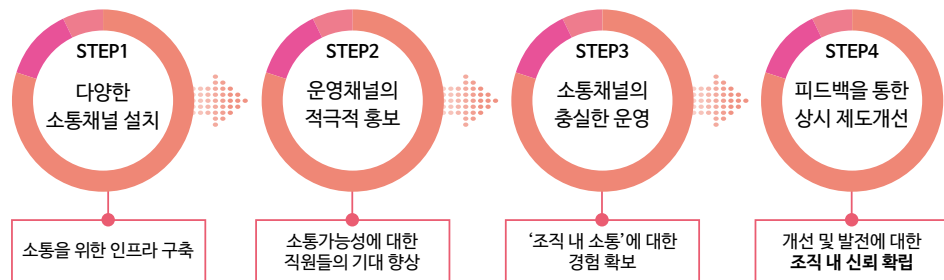 STEP1
다양한
소통채널 설치
STEP2
운영채널의
적극적 홍보
STEP3
소통채널의
충실한 운영
STEP4
피드백을 통한
상시 제도개선
소통을 위한 인프라 구축
소통가능성에 대한
직원들의 기대 향상
‘조직 내 소통’에 대한
경험 확보
개선 및 발전에 대한
조직 내 신뢰 확립